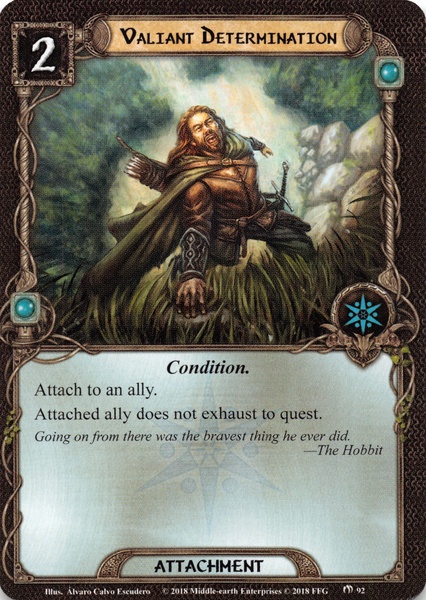 2
VALIANT DETERMINATION
Condition.
Attach to an ally.
Attached ally does not exhaust to quest.
Going on from there was the bravest thing he ever did.
—The Hobbit
ATTACHMENT
Illus. Álvaro Calvo Escudero © 2018 Middle-earth Enterprises © 2018 FFG 92